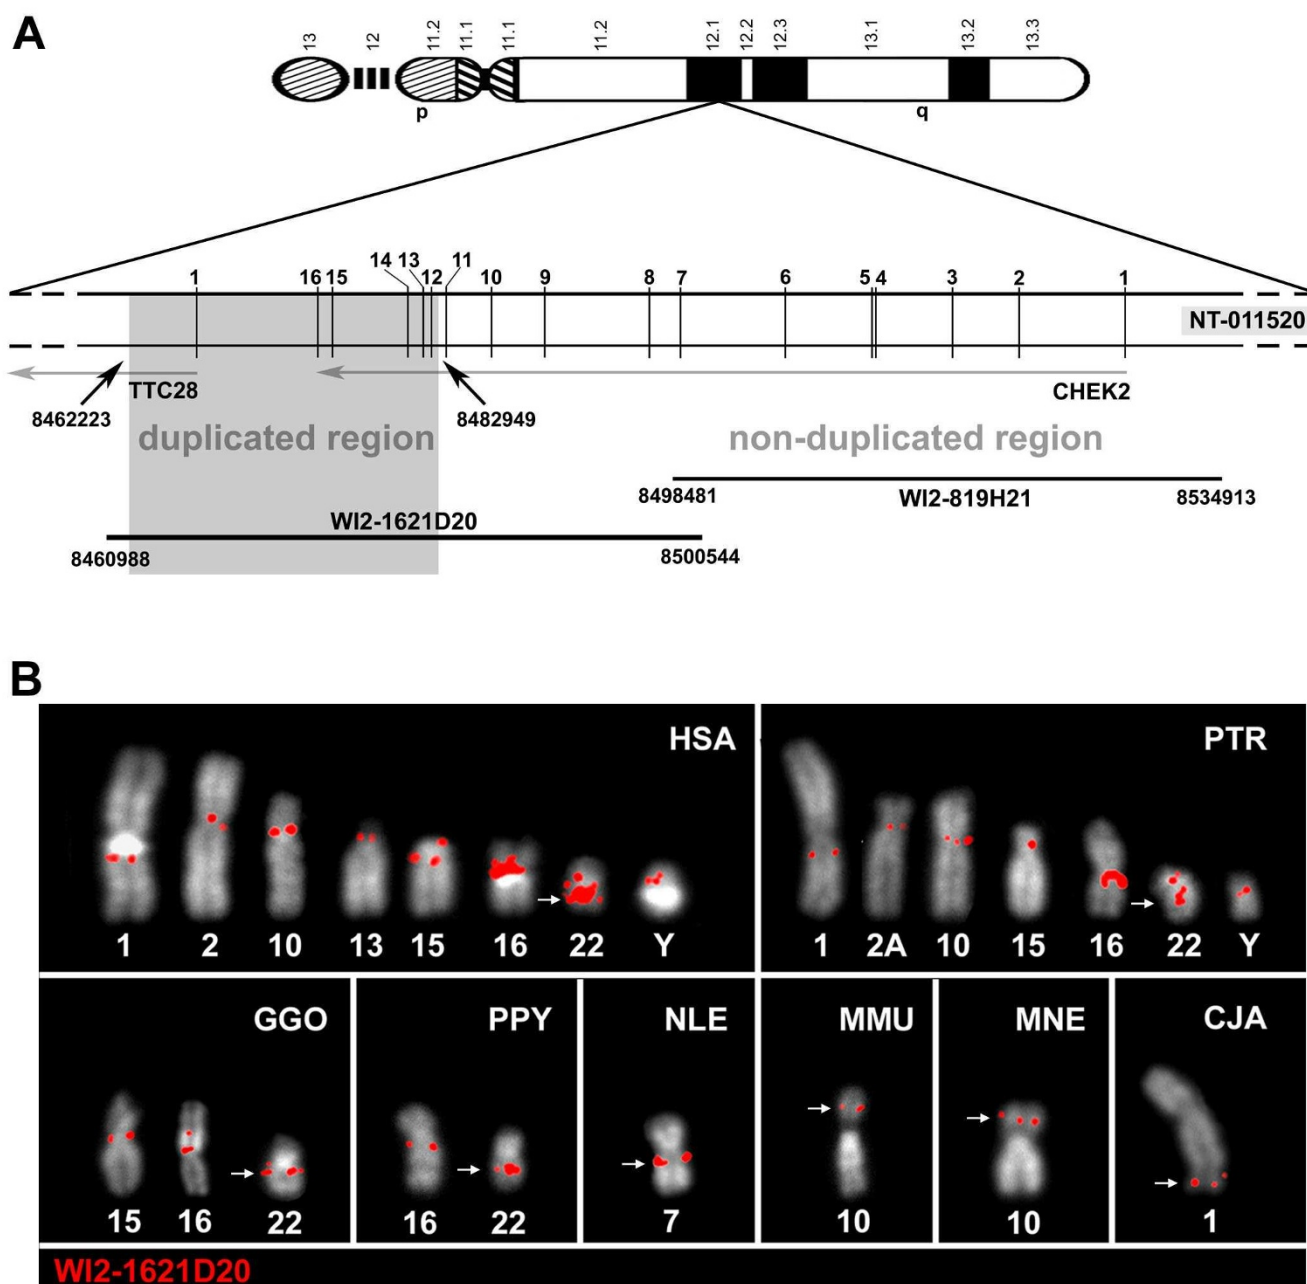 A
13 12 11.2 11.1 11.1 11.2 12.1 12.2 12.3 13.1 13.2 13.3
p q
1 16 15 14 13 12 11 10 9 8 7 6 5 4 3 2 1
NT-011520
TTC28 CHEK2
8462223 8482949
duplicated region non-duplicated region
8498481 WI2-819H21 8534913
WI2-1621D20
8460988 8500544
B
HSA PTR
1 2 10 13 15 16 22 Y 1 2A 10 15 16 22 Y
GGO PPY NLE MMU MNE CJA
15 16 22 16 22 7 10 10 1
WI2-1621D20